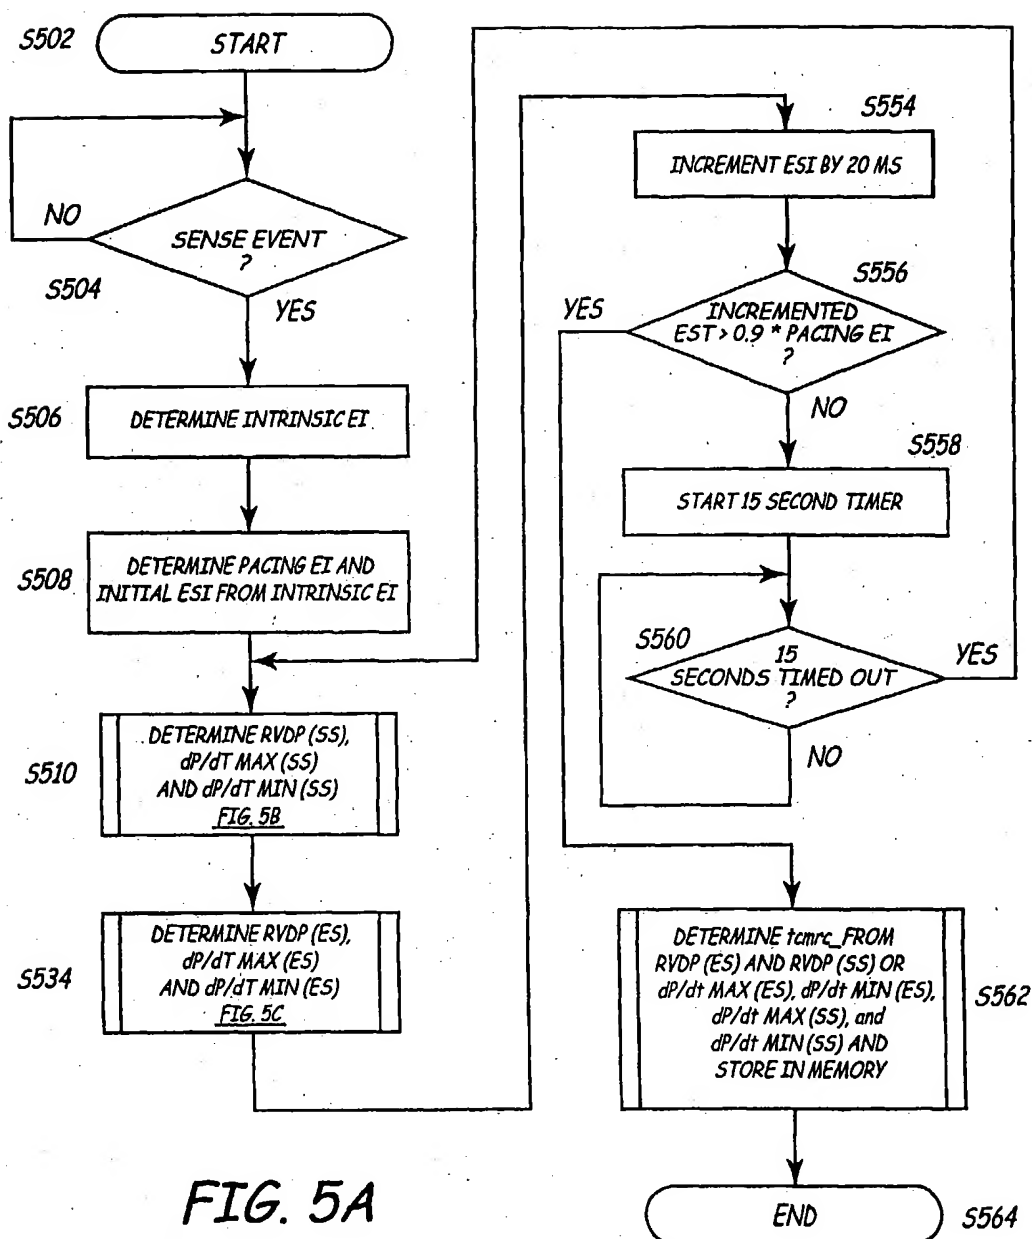 S502
START
NO
SENSE EVENT
?
S504
YES
S506
DETERMINE INTRINSIC EI
S508
DETERMINE PACING EI AND
INITIAL ESI FROM INTRINSIC EI
S510
DETERMINE RVDP (SS),
dP/dT MAX (SS)
AND dP/dT MIN (SS)
FIG. 5B
S534
DETERMINE RVDP (ES),
dP/dT MAX (ES)
AND dP/dT MIN (ES)
FIG. 5C
S554
INCREMENT ESI BY 20 MS
S556
YES
INCREMENTED
EST > 0.9 * PACING EI
?
NO
S558
START 15 SECOND TIMER
S560
15
SECONDS TIMED OUT
?
YES
NO
DETERMINE tcmrc_FROM
RVDP (ES) AND RVDP (SS) OR
dP/dt MAX (ES), dP/dt MIN (ES),
dP/dt MAX (SS), and
dP/dt MIN (SS) AND
STORE IN MEMORY
S562
END
S564
FIG. 5A